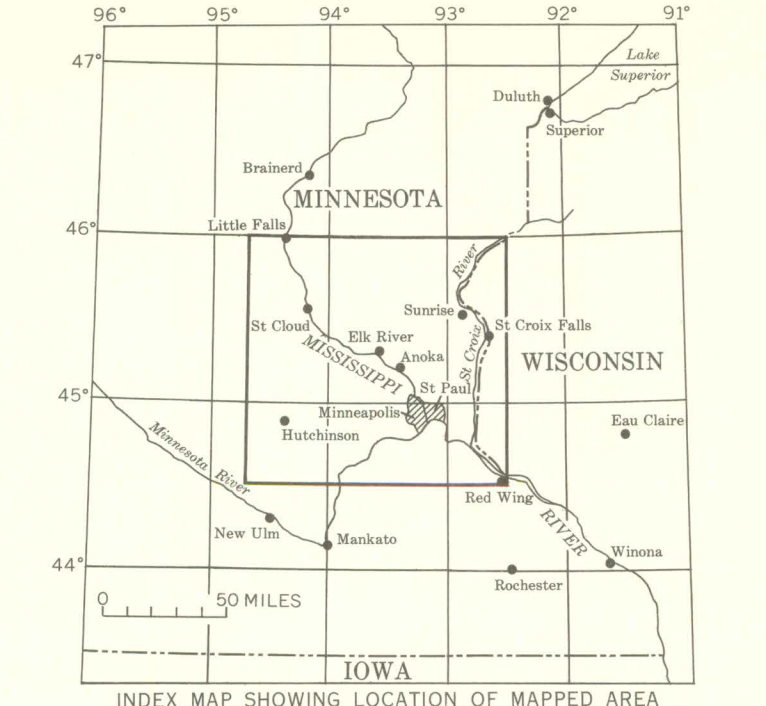 96° 95° 94° 93° 92° 91°
47°
Lake
Superior
Duluth
Superior
Brainerd
MINNESOTA
Little Falls
46°
River
Sunrise
St Croix Falls
St Cloud
Elk River
MISSISSIPPI
Anoka
St Croix
WISCONSIN
St Paul
45°
Minneapolis
Eau Claire
Hutchinson
Minnesota River
Red Wing
New Ulm
Mankato
RIVER
Winona
44°
Rochester
0 50 MILES
IOWA
INDEX MAP SHOWING LOCATION OF MAPPED AREA